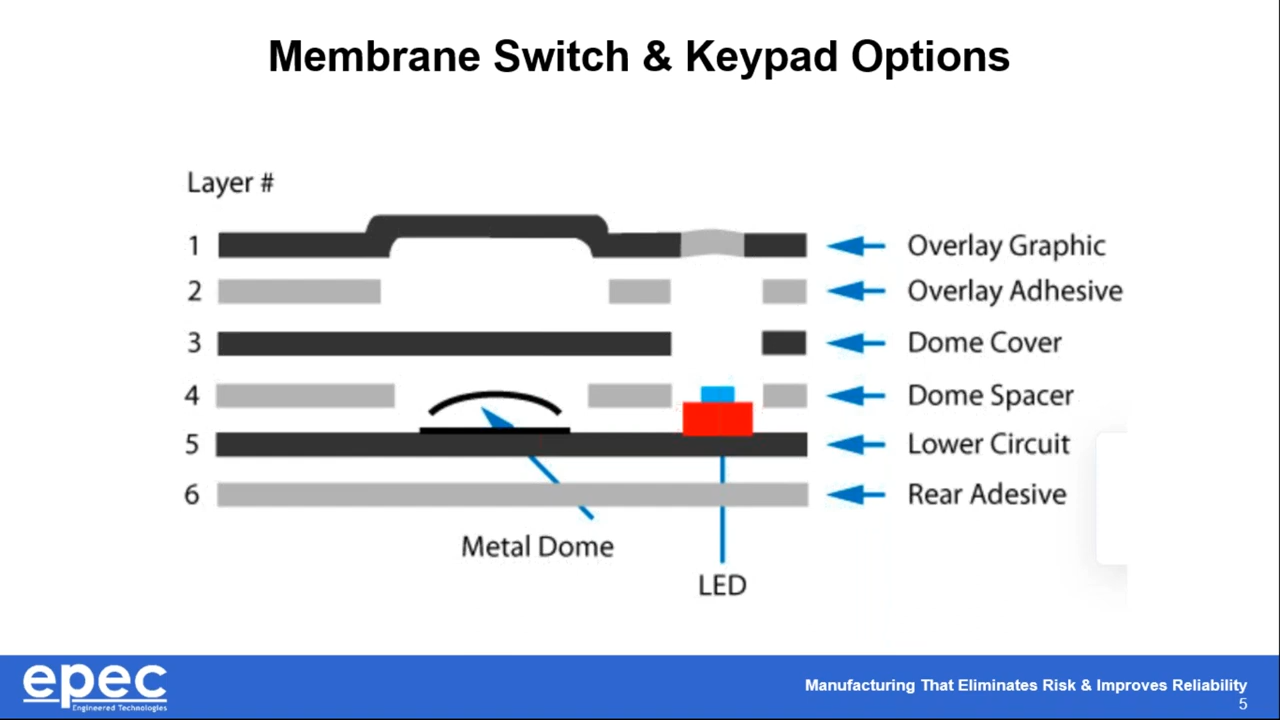 Membrane Switch & Keypad Options
Layer #
1 Overlay Graphic
2 Overlay Adhesive
3 Dome Cover
4 Dome Spacer
5 Lower Circuit
6 Rear Adesive
Metal Dome
LED
epec
Engineered Technologies
Manufacturing That Eliminates Risk & Improves Reliability
5